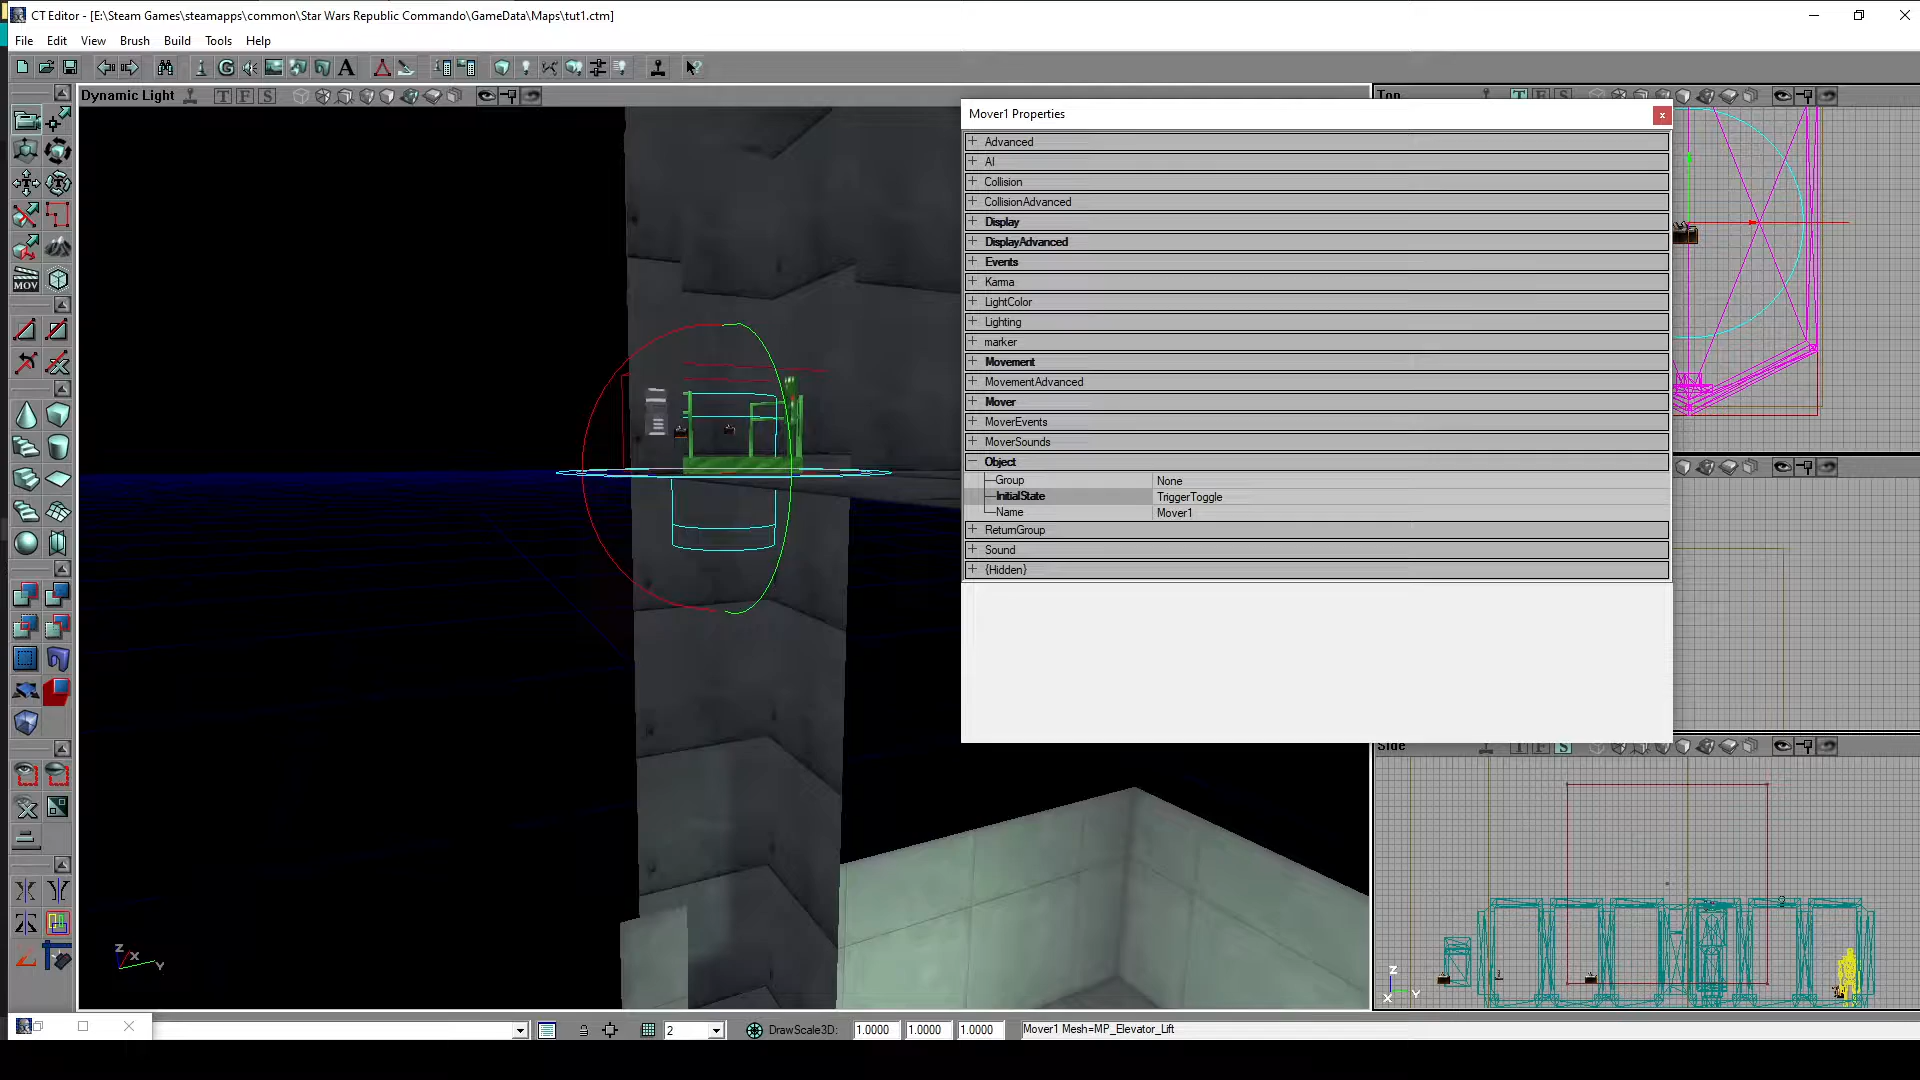 CT Editor - [E:\Steam Games\steamapps\common\Star Wars Republic Commando\GameData\Maps\tut1.ctm]
File Edit View Brush Build Tools Help
Dynamic Light
T F S
Top
Mover1 Properties
x
+ Advanced
+ AI
+ Collision
+ CollisionAdvanced
+ Display
+ DisplayAdvanced
+ Events
+ Karma
+ LightColor
+ Lighting
+ marker
+ Movement
+ MovementAdvanced
+ Mover
+ MoverEvents
+ MoverSounds
- Object
Group None
InitialState TriggerToggle
Name Mover1
+ ReturnGroup
+ Sound
+ {Hidden}
MOV
Side
T F S
Z X Y
Z X Y
2
DrawScale3D: 1.0000 1.0000 1.0000
Mover1 Mesh=MP_Elevator_Lift